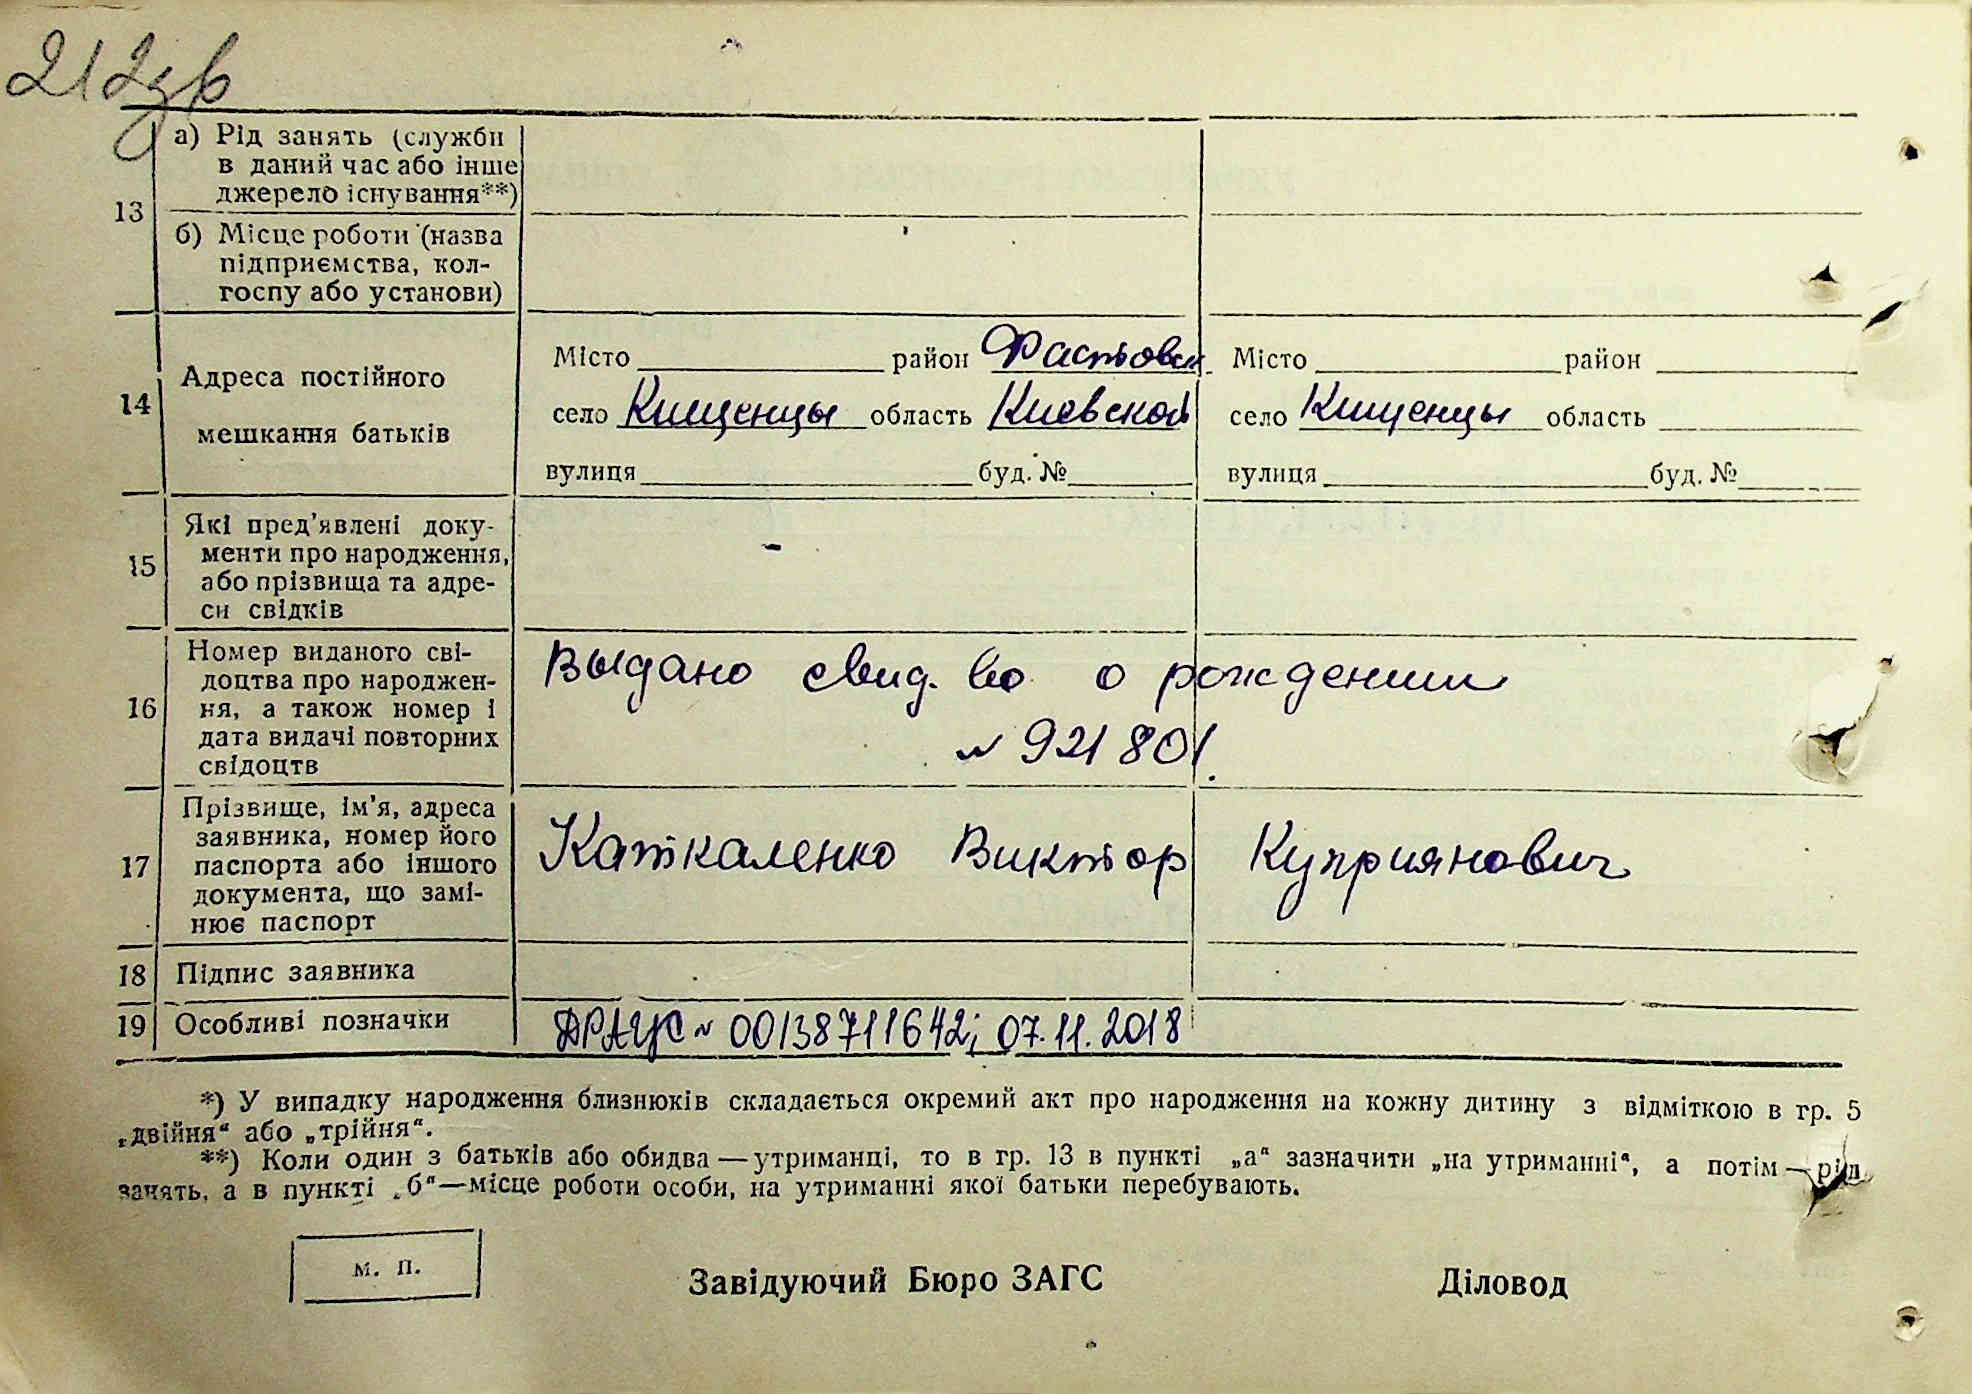 212зв
13
а) Рід занять (служби
в даний час або інше
джерело існування**)
б) Місце роботи (назва
підприємства, кол-
госпу або установи)
14
Адреса постійного
мешкання батьків
Місто район Фастовск.
село Кищенцы область Киевской
вулиця буд. №
Місто район
село Кищенцы область
вулиця буд. №
15
Які пред’явлені доку-
менти про народження,
або прізвища та адре-
си свідків
16
Номер виданого сві-
доцтва про народжен-
ня, а також номер і
дата видачі повторних
свідоцтв
Выдано свид.во о рождении
№ 921801.
17
Прізвище, ім’я, адреса
заявника, номер його
паспорта або іншого
документа, що замі-
нює паспорт
Каткаленко Виктор Куприянович
18 Підпис заявника
19 Особливі позначки
ДРАЦС № 00138711642; 07.11.2018
*) У випадку народження близнюків складається окремий акт про народження на кожну дитину з відміткою в гр. 5
„двійня“ або „трійня“.
**) Коли один з батьків або обидва — утриманці, то в гр. 13 в пункті „а“ зазначити „на утриманні“, а потім — рід
занять, а в пункті „б“ — місце роботи особи, на утриманні якої батьки перебувають.
М. П.
Завідуючий Бюро ЗАГС
Діловод